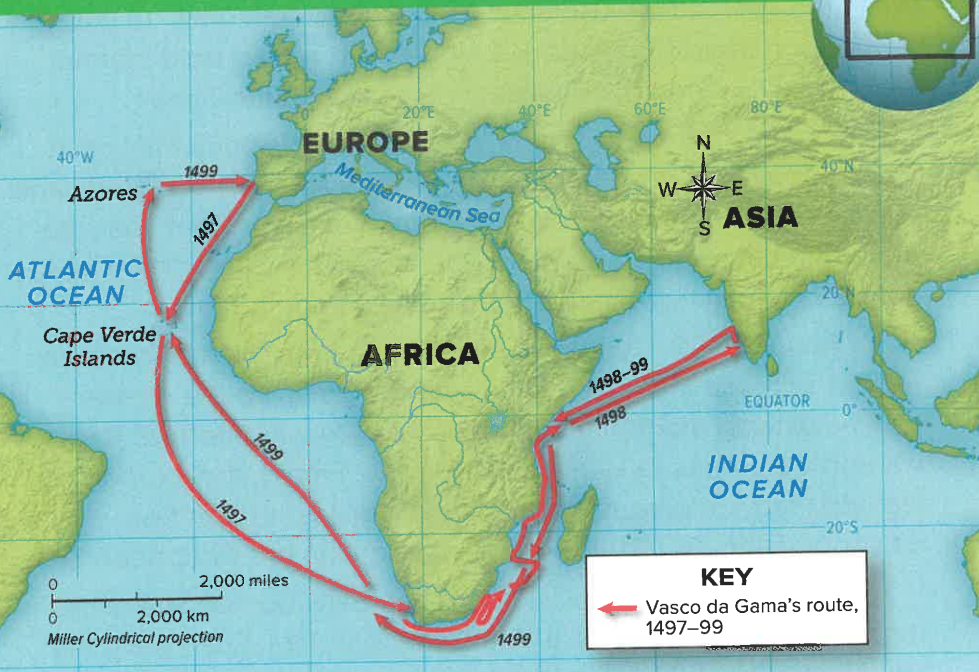 0
20°E
40°E
60°E
80°E
EUROPE
40°W
N
1499
Azores
Mediterranean Sea
40°N
W
E
S
ASIA
1497
ATLANTIC
OCEAN
20°N
Cape Verde
Islands
AFRICA
1498–99
1498
EQUATOR
0°
1499
INDIAN
OCEAN
1497
20°S
0
2,000 miles
0
2,000 km
Miller Cylindrical projection
1499
KEY
Vasco da Gama's route,
1497–99